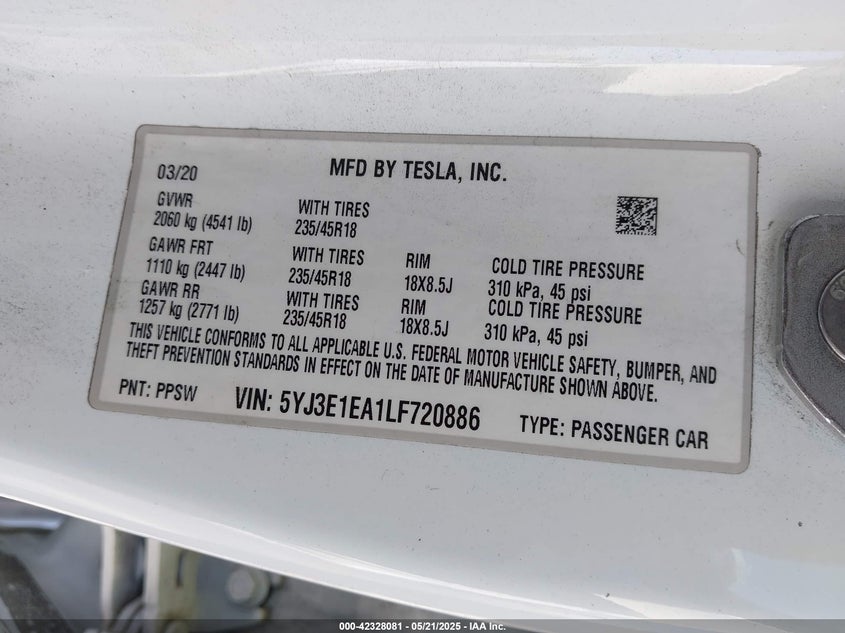 03/20 MFD BY TESLA, INC.
GVWR
2060 kg (4541 lb) WITH TIRES
235/45R18
GAWR FRT
1110 kg (2447 lb) WITH TIRES
235/45R18 RIM
18X8.5J COLD TIRE PRESSURE
310 kPa, 45 psi
GAWR RR
1257 kg (2771 lb) WITH TIRES
235/45R18 RIM
18X8.5J COLD TIRE PRESSURE
310 kPa, 45 psi
THIS VEHICLE CONFORMS TO ALL APPLICABLE U.S. FEDERAL MOTOR VEHICLE SAFETY, BUMPER, AND
THEFT PREVENTION STANDARDS IN EFFECT ON THE DATE OF MANUFACTURE SHOWN ABOVE.
PNT: PPSW VIN: 5YJ3E1EA1LF720886 TYPE: PASSENGER CAR
000-42328081 - 05/21/2025 - IAA Inc.